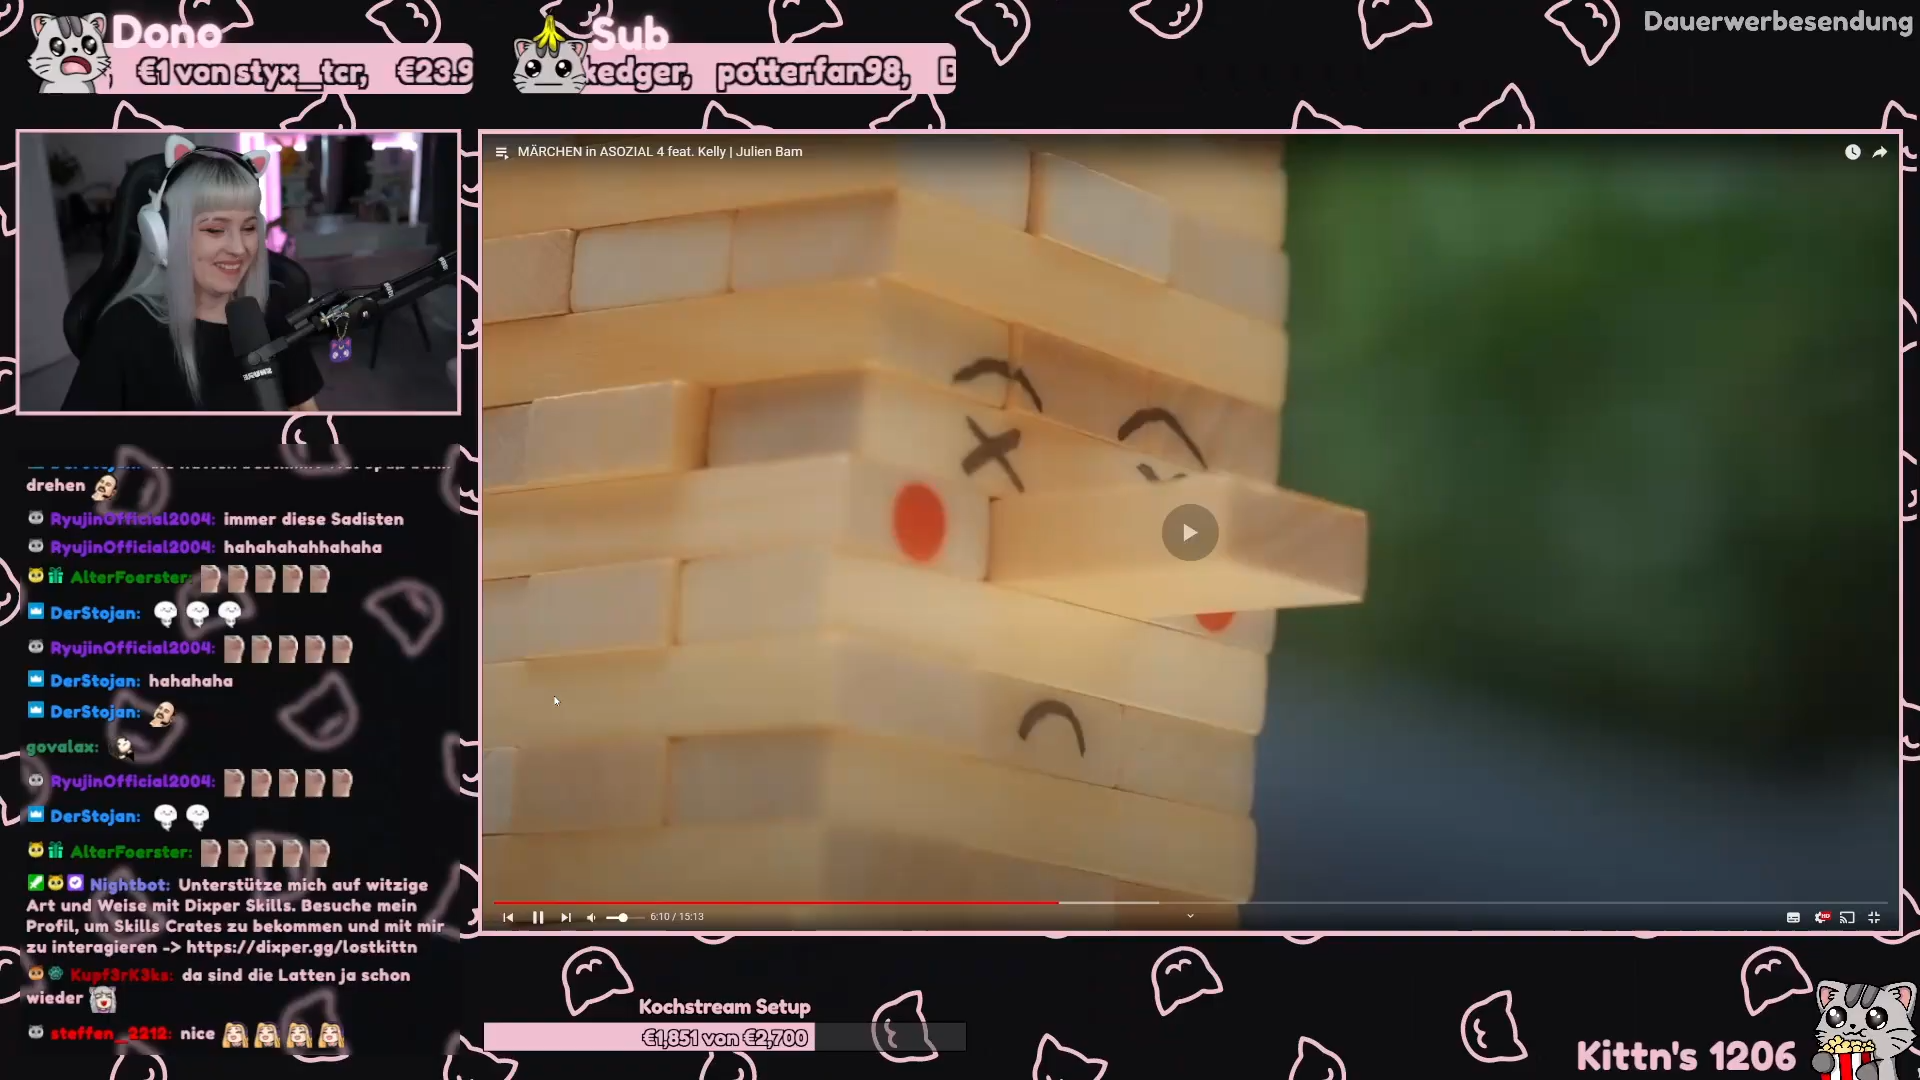 Dono
€1 von styx_tcr, €23.9
Sub
kedger, potterfan98,
Dauerwerbesendung
MÄRCHEN in ASOZIAL 4 feat. Kelly | Julien Bam
drehen
RyujinOfficial2004: immer diese Sadisten
RyujinOfficial2004: hahahahahhahaha
AlterFoerster:
DerStojan:
RyujinOfficial2004:
DerStojan: hahahaha
DerStojan:
govalax:
RyujinOfficial2004:
DerStojan:
AlterFoerster:
Nightbot: Unterstütze mich auf witzige
Art und Weise mit Dixper Skills. Besuche mein
Profil, um Skills Crates zu bekommen und mit mir
zu interagieren -> https://dixper.gg/lostkittn
Kupf3rK3ks: da sind die Latten ja schon
wieder
steffen_2212: nice
6:10 / 15:13
HD
Kochstream Setup
€1,851 von €2,700
Kittn's 1206